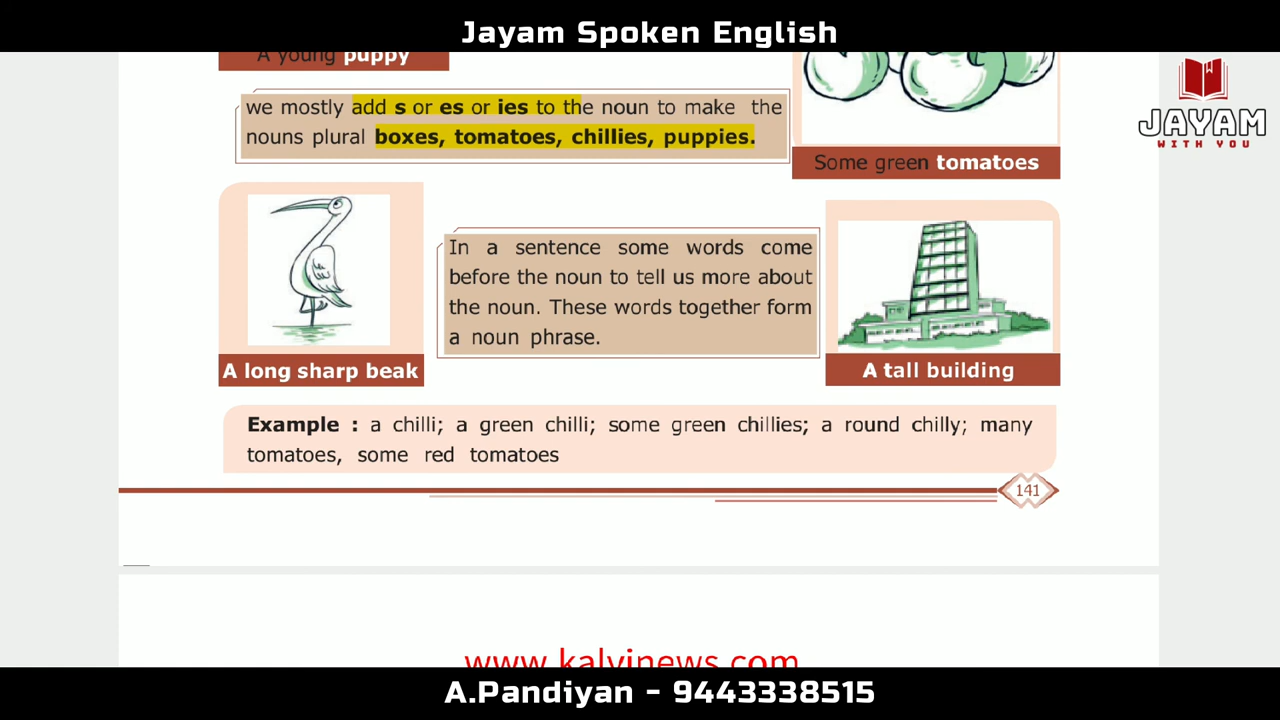 Jayam Spoken English
A young puppy
we mostly add s or es or ies to the noun to make the
nouns plural boxes, tomatoes, chillies, puppies.
Some green tomatoes
JAYAM
WITH YOU
In a sentence some words come
before the noun to tell us more about
the noun. These words together form
a noun phrase.
A long sharp beak
A tall building
Example : a chilli; a green chilli; some green chillies; a round chilly; many
tomatoes, some red tomatoes
141
www.kalvinews.com
A.Pandiyan - 9443338515